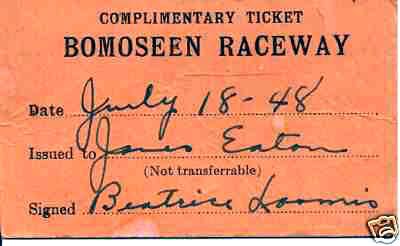 COMPLIMENTARY TICKET
BOMOSEEN RACEWAY
Date July 18-48
Issued to James Eaton
(Not transferrable)
Signed Beatrice Loomis